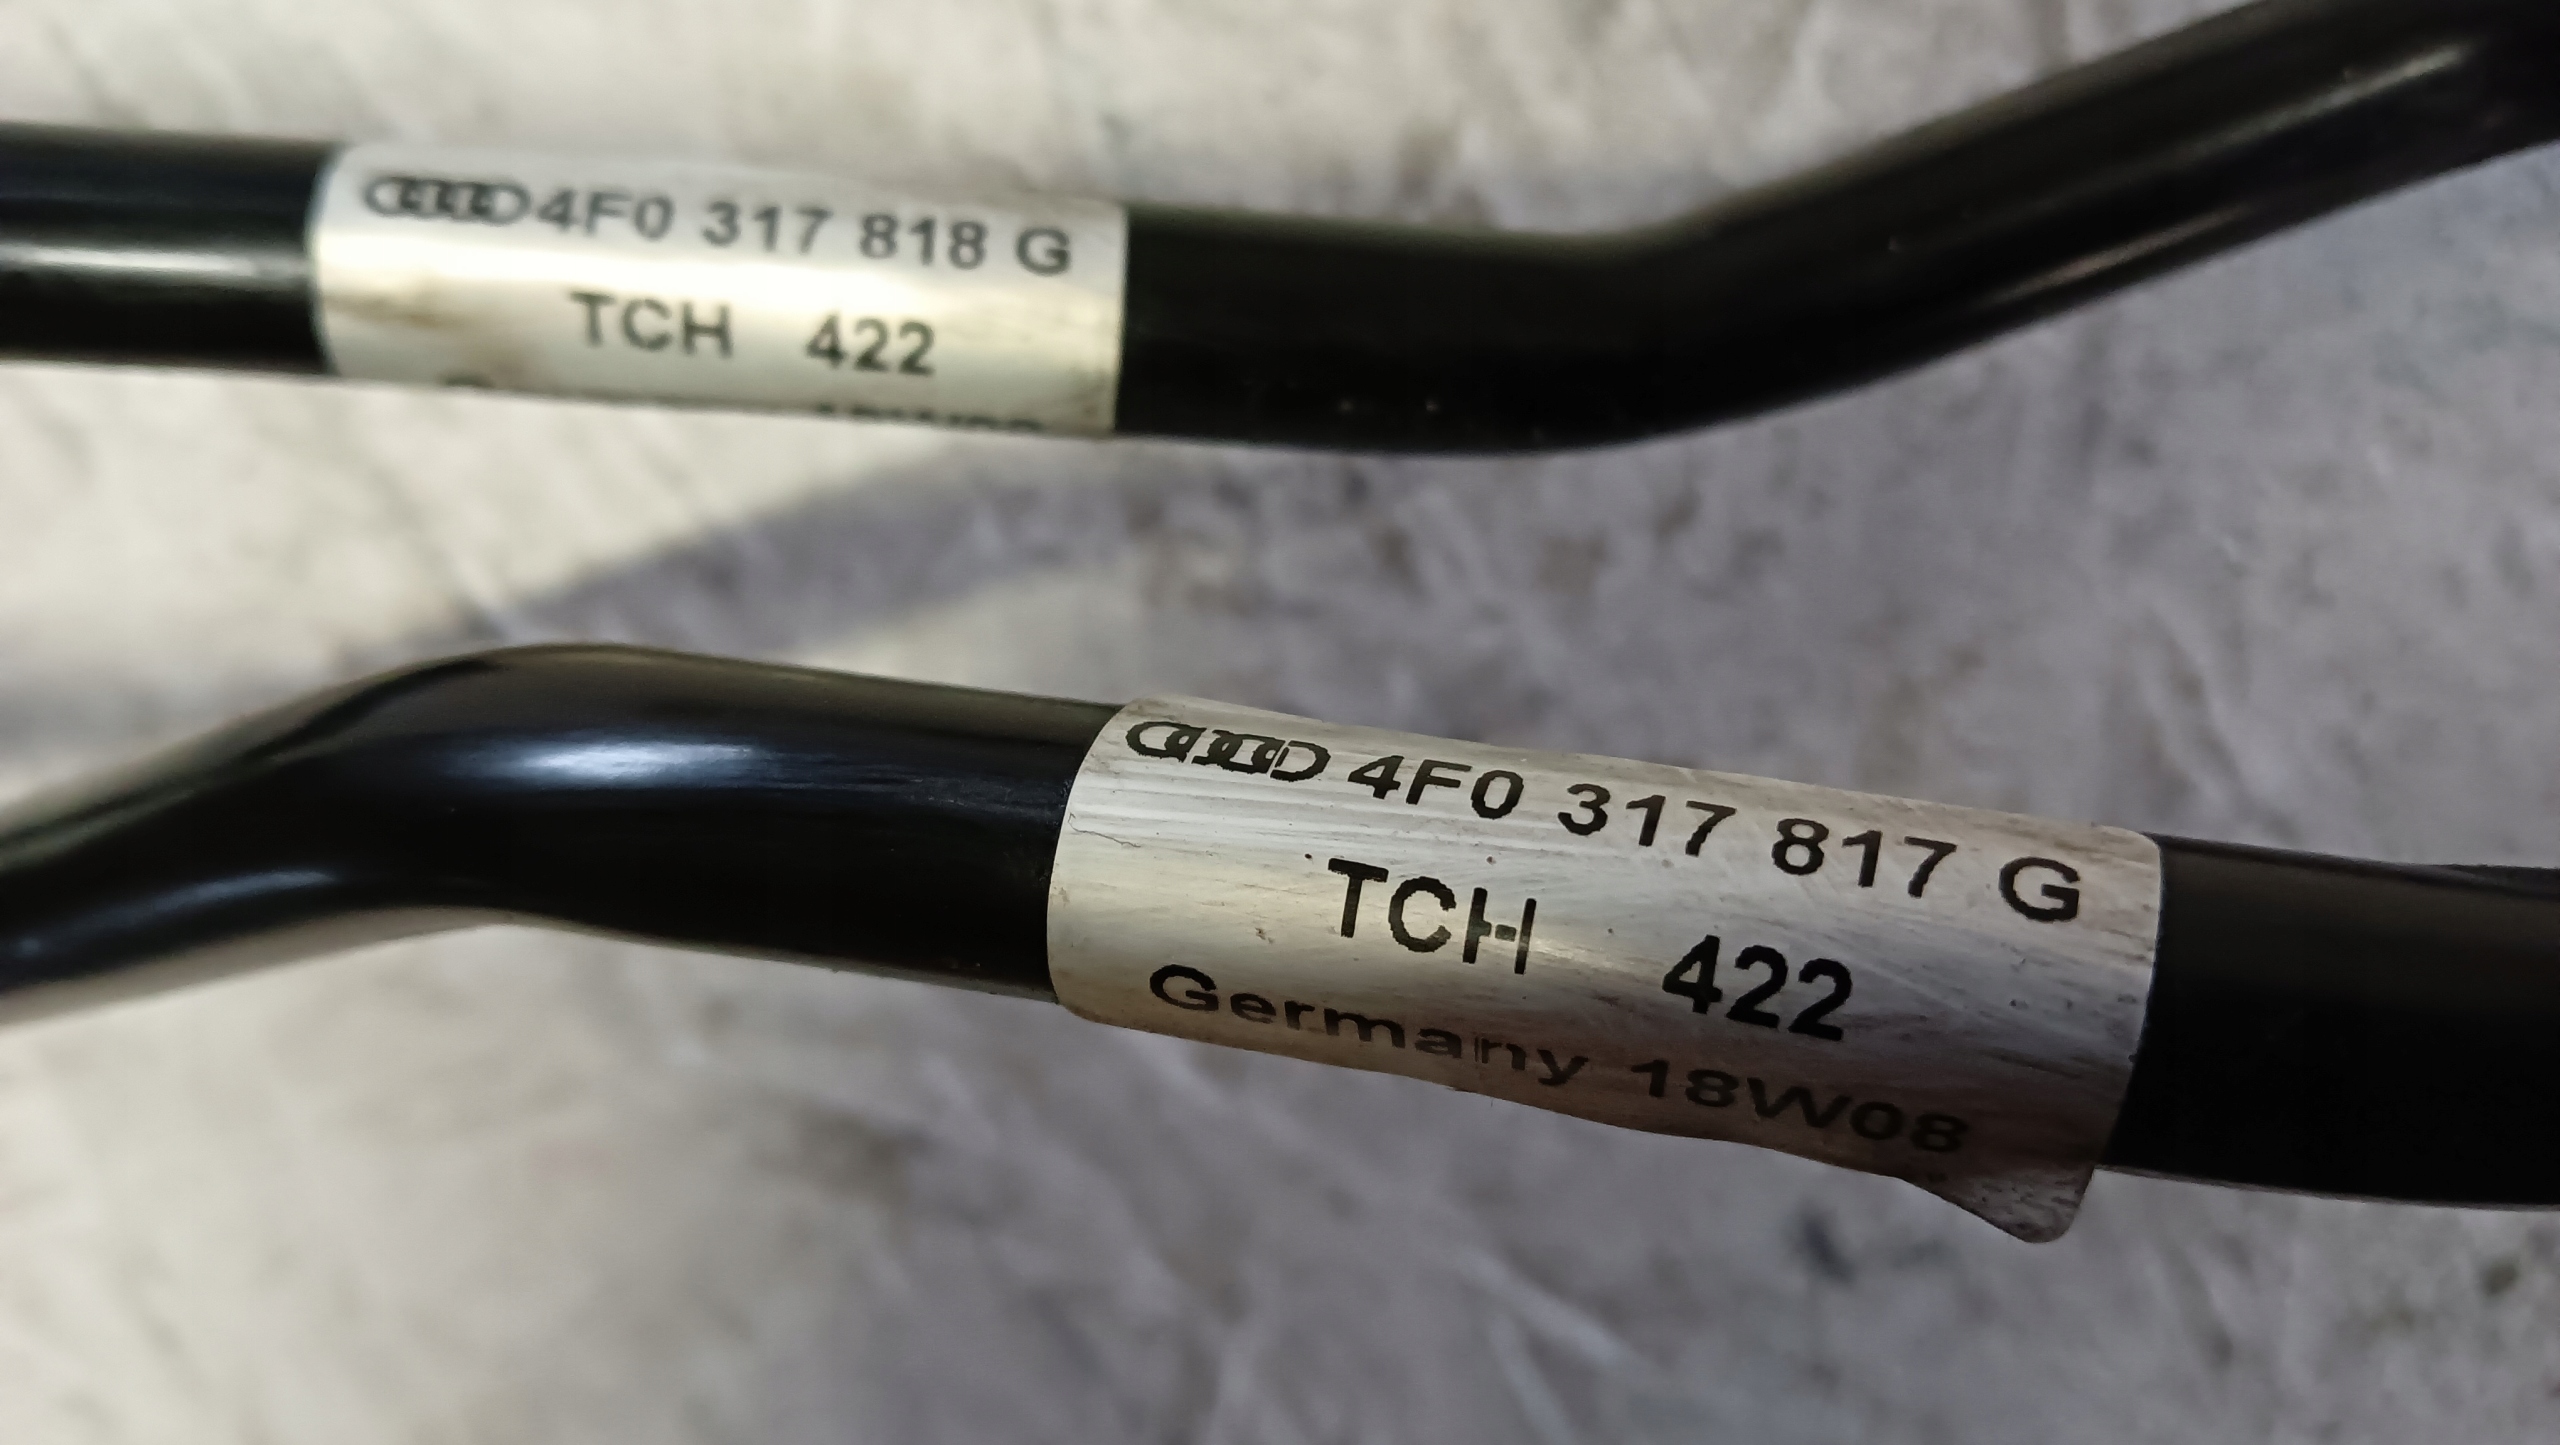 4F0 317 818 G
TCH 422
4F0 317 817 G
TCH 422
Germany 18W08